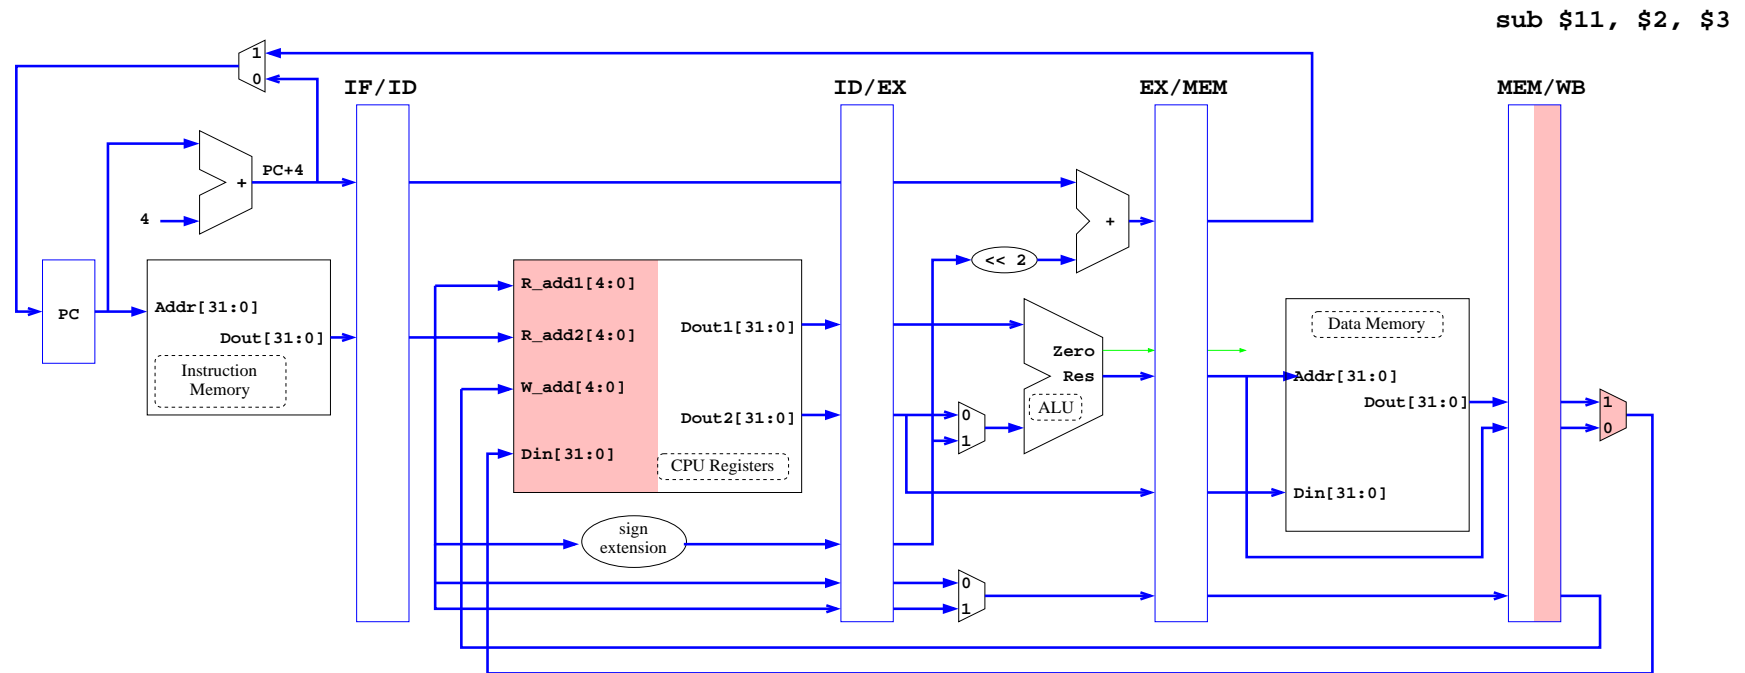 sub $11, $2, $3
1
0
IF/ID
ID/EX
EX/MEM
MEM/WB
PC+4
+
4
+
<< 2
PC
Addr[31:0]
Dout[31:0]
Instruction
Memory
R_add1[4:0]
R_add2[4:0]
W_add[4:0]
Din[31:0]
Dout1[31:0]
Dout2[31:0]
CPU Registers
Zero
Res
ALU
0
1
Data Memory
Addr[31:0]
Dout[31:0]
Din[31:0]
1
0
sign
extension
0
1